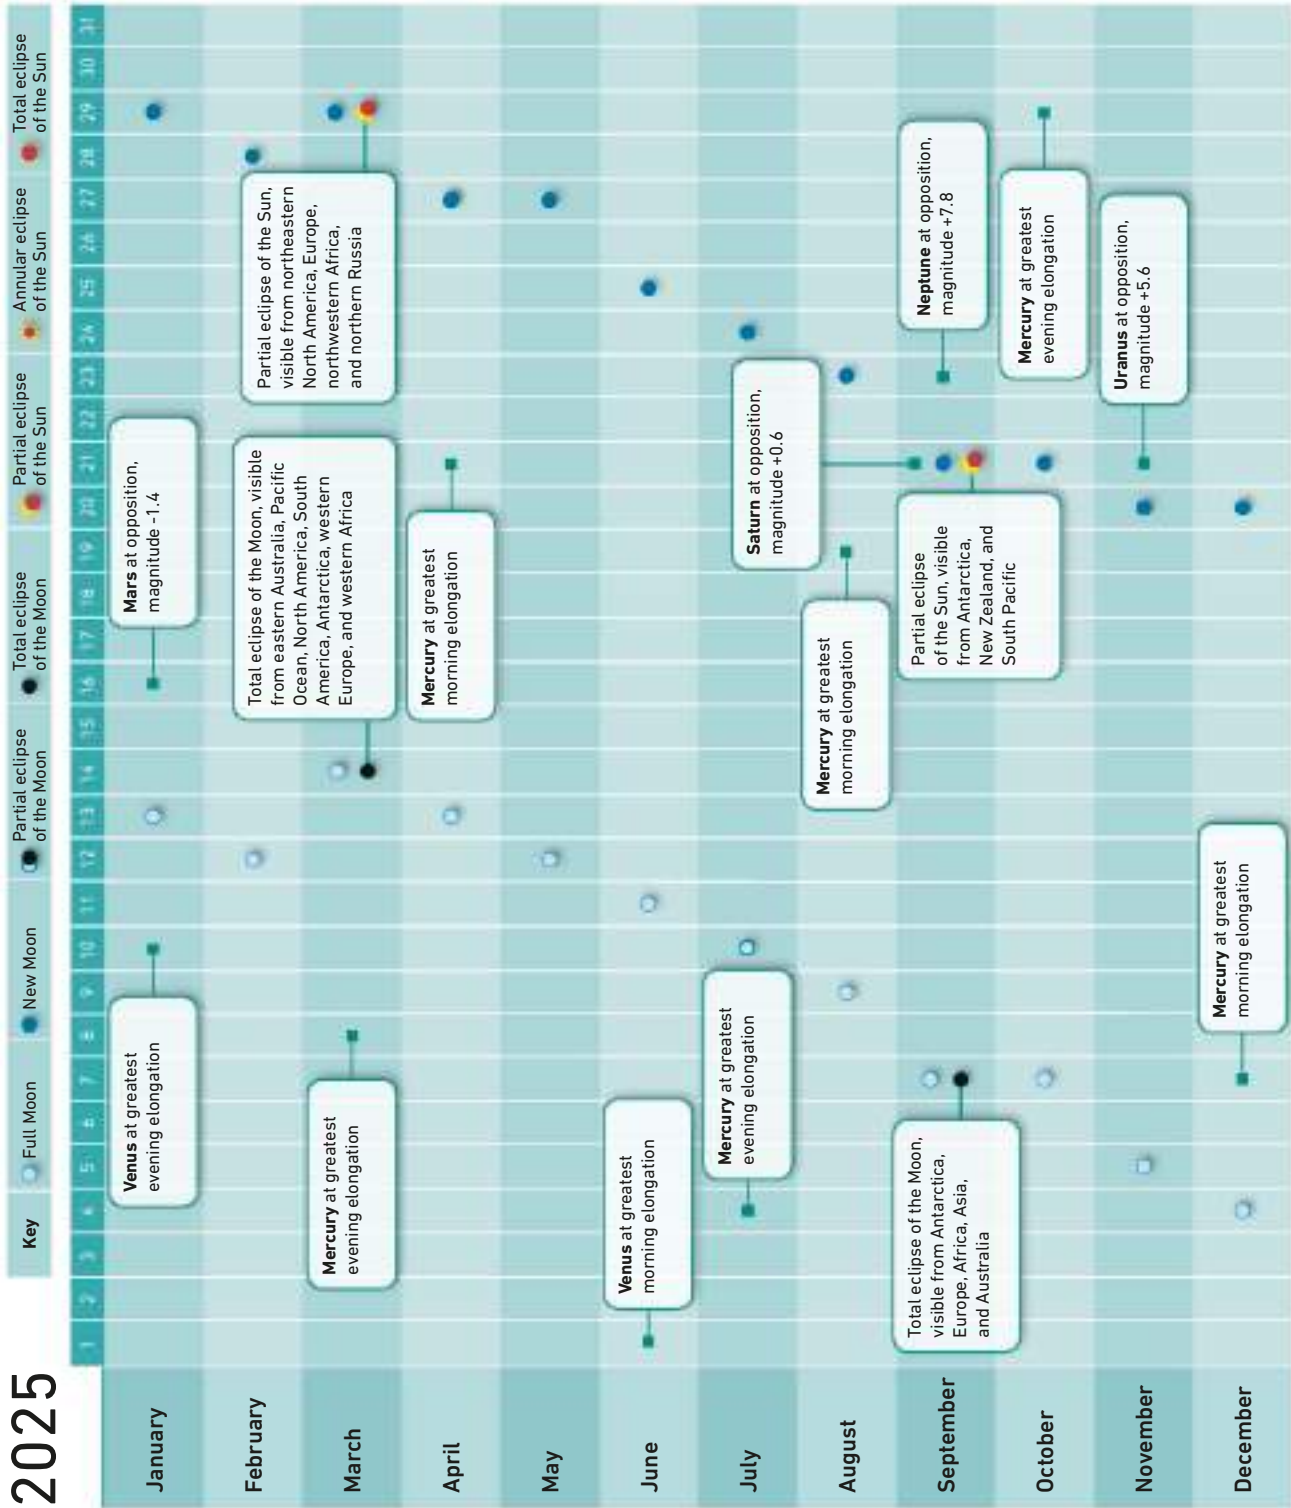 2025
Key
Full Moon
New Moon
Partial eclipse
of the Moon
Total eclipse
of the Moon
Partial eclipse
of the Sun
Annular eclipse
of the Sun
Total eclipse
of the Sun
1 2 3 4 5 6 7 8 9 10 11 12 13 14 15 16 17 18 19 20 21 22 23 24 25 26 27 28 29 30 31
January
Venus at greatest
evening elongation
Mars at opposition,
magnitude -1.4
February
March
Mercury at greatest
evening elongation
Total eclipse of the Moon, visible
from eastern Australia, Pacific
Ocean, North America, South
America, Antarctica, western
Europe, and western Africa
Partial eclipse of the Sun,
visible from northeastern
North America, Europe,
northwestern Africa,
and northern Russia
April
Mercury at greatest
morning elongation
May
June
Venus at greatest
morning elongation
July
Mercury at greatest
evening elongation
Saturn at opposition,
magnitude +0.6
August
Mercury at greatest
morning elongation
September
Total eclipse of the Moon,
visible from Antarctica,
Europe, Africa, Asia,
and Australia
Partial eclipse
of the Sun, visible
from Antarctica,
New Zealand, and
South Pacific
Neptune at opposition,
magnitude +7.8
October
Mercury at greatest
evening elongation
November
Uranus at opposition,
magnitude +5.6
December
Mercury at greatest
morning elongation